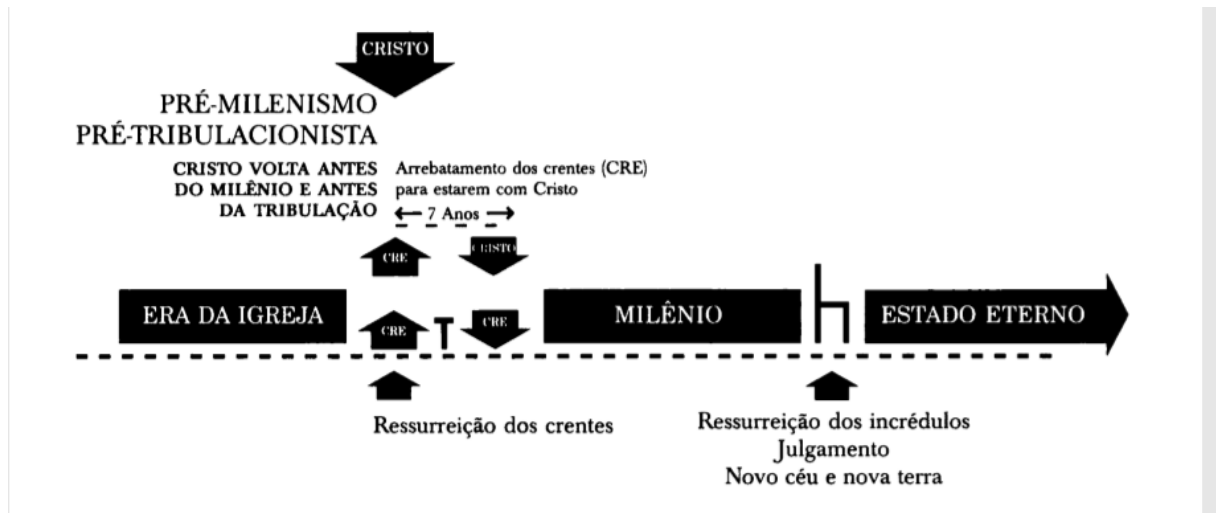 CRISTO
PRÉ-MILENISMO
PRÉ-TRIBULACIONISTA
CRISTO VOLTA ANTES
DO MILÊNIO E ANTES
DA TRIBULAÇÃO
Arrebatamento dos crentes (CRE)
para estarem com Cristo
7 Anos
CRE
CRISTO
ERA DA IGREJA
CRE
T
CRE
MILÊNIO
ESTADO ETERNO
Ressurreição dos crentes
Ressurreição dos incrédulos
Julgamento
Novo céu e nova terra